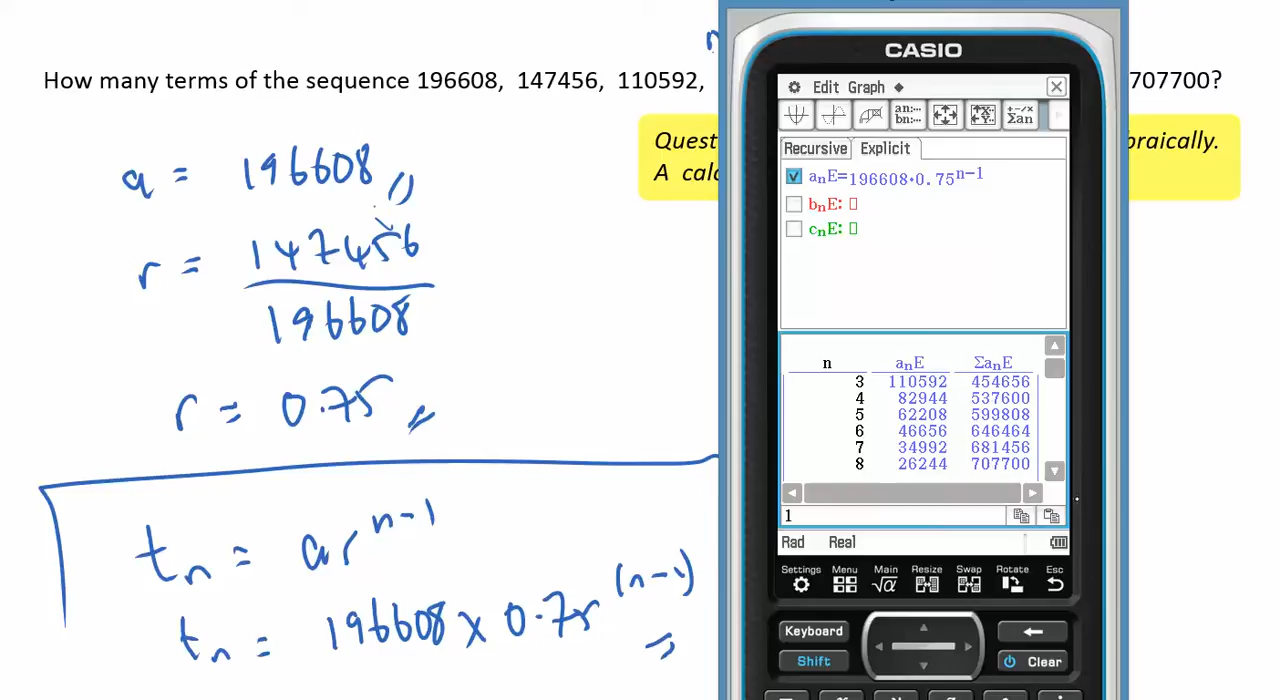 How many terms of the sequence 196608, 147456, 110592, 707700?
Quest braically.
A calc
a = 196608
r = 147456
196608
r = 0.75
tn = ar^n-1
tn = 196608 x 0.75^(n-1)
CASIO
Edit Graph
an:··
bn:··
Σan
Recursive Explicit
anE=196608·0.75^n-1
bnE:
cnE:
n anE ΣanE
3 110592 454656
4 82944 537600
5 62208 599808
6 46656 646464
7 34992 681456
8 26244 707700
1
Rad Real
Settings Menu Main Resize Swap Rotate Esc
Keyboard
Shift Clear